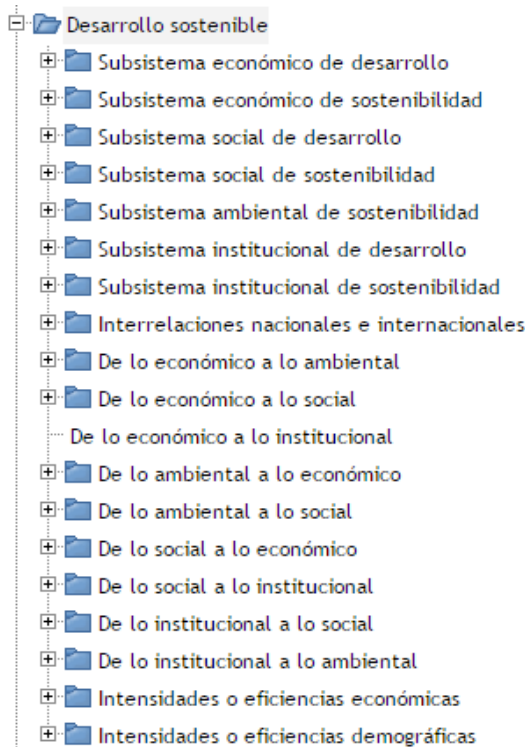 Desarrollo sostenible
Subsistema económico de desarrollo
Subsistema económico de sostenibilidad
Subsistema social de desarrollo
Subsistema social de sostenibilidad
Subsistema ambiental de sostenibilidad
Subsistema institucional de desarrollo
Subsistema institucional de sostenibilidad
Interrelaciones nacionales e internacionales
De lo económico a lo ambiental
De lo económico a lo social
De lo económico a lo institucional
De lo ambiental a lo económico
De lo ambiental a lo social
De lo social a lo económico
De lo social a lo institucional
De lo institucional a lo social
De lo institucional a lo ambiental
Intensidades o eficiencias económicas
Intensidades o eficiencias demográficas